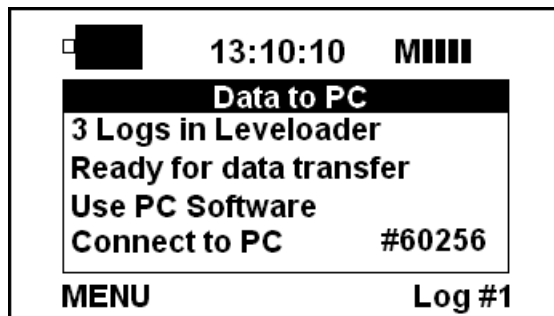 13:10:10 M
Data to PC
3 Logs in Leveloader
Ready for data transfer
Use PC Software
Connect to PC #60256
MENU Log #1